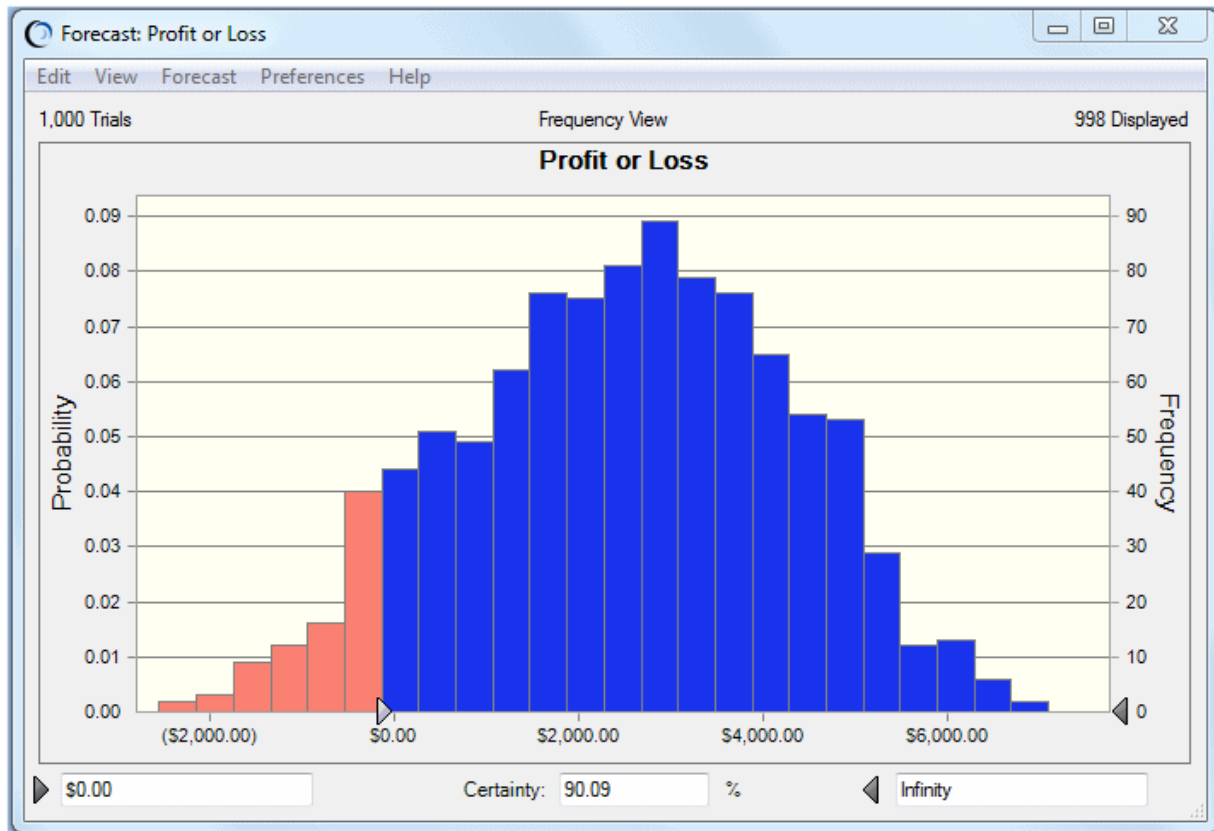 Forecast: Profit or Loss
Edit View Forecast Preferences Help
1,000 Trials Frequency View 998 Displayed
Profit or Loss
0.09 90
0.08 80
0.07 70
0.06 60
0.05 50
0.04 40
0.03 30
0.02 20
0.01 10
0.00 0
Probability
Frequency
($2,000.00) $0.00 $2,000.00 $4,000.00 $6,000.00
$0.00 Certainty: 90.09 % Infinity